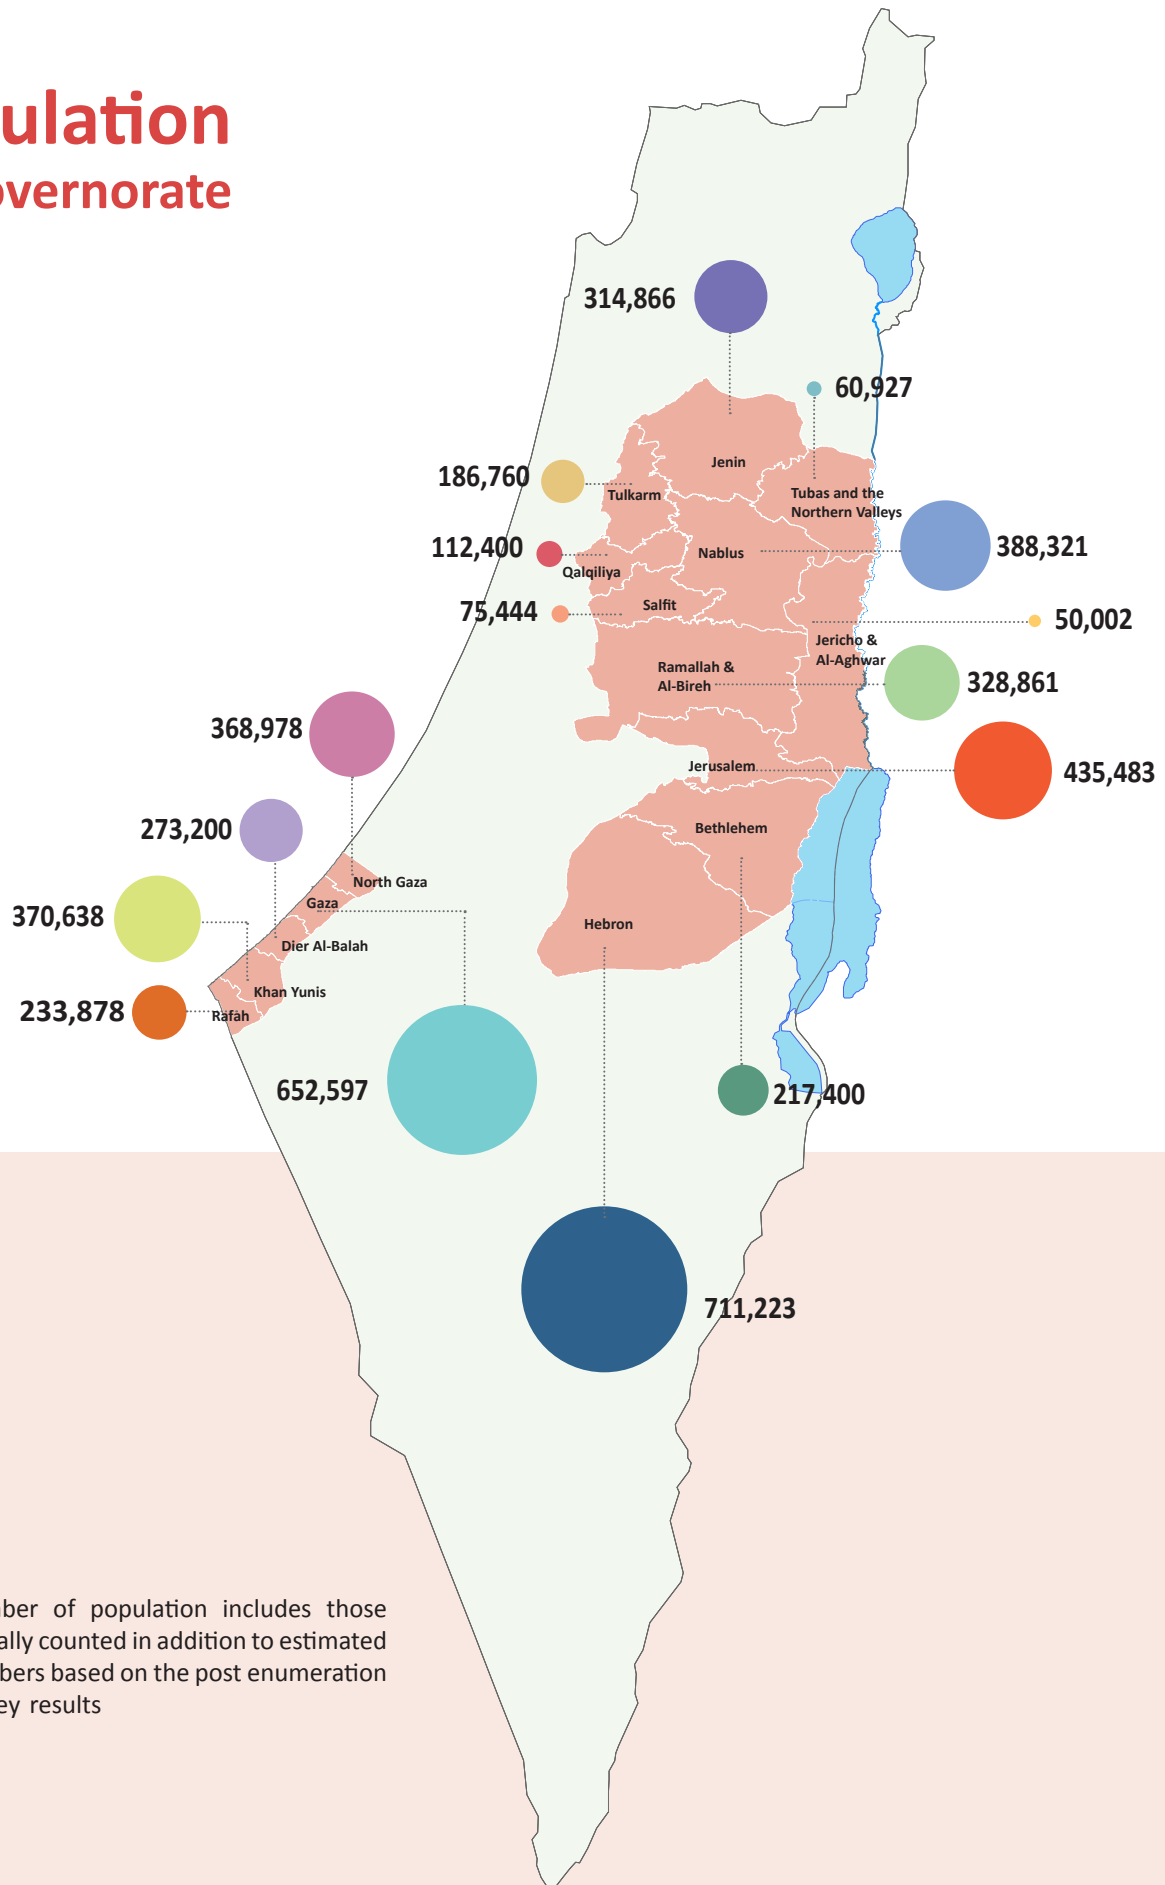 ulation
overnorate
314,866
60,927
Jenin
186,760
Tulkarm
Tubas and the
Northern Valleys
112,400
Nablus
388,321
Qalqiliya
75,444
Salfit
50,002
Jericho &
Al-Aghwar
Ramallah &
Al-Bireh
328,861
368,978
Jerusalem
435,483
273,200
Bethlehem
North Gaza
Gaza
370,638
Hebron
Dier Al-Balah
Khan Yunis
233,878
Rafah
652,597
217,400
711,223
ber of population includes those
ally counted in addition to estimated
bers based on the post enumeration
ey results